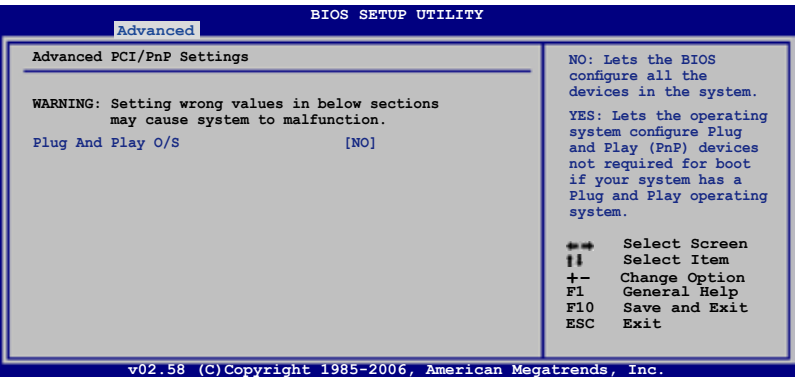 BIOS SETUP UTILITY
Advanced
Advanced PCI/PnP Settings
WARNING: Setting wrong values in below sections
may cause system to malfunction.
Plug And Play O/S [NO]
NO: Lets the BIOS
configure all the
devices in the system.
YES: Lets the operating
system configure Plug
and Play (PnP) devices
not required for boot
if your system has a
Plug and Play operating
system.
←→ Select Screen
↑↓ Select Item
+- Change Option
F1 General Help
F10 Save and Exit
ESC Exit
v02.58 (C)Copyright 1985-2006, American Megatrends, Inc.